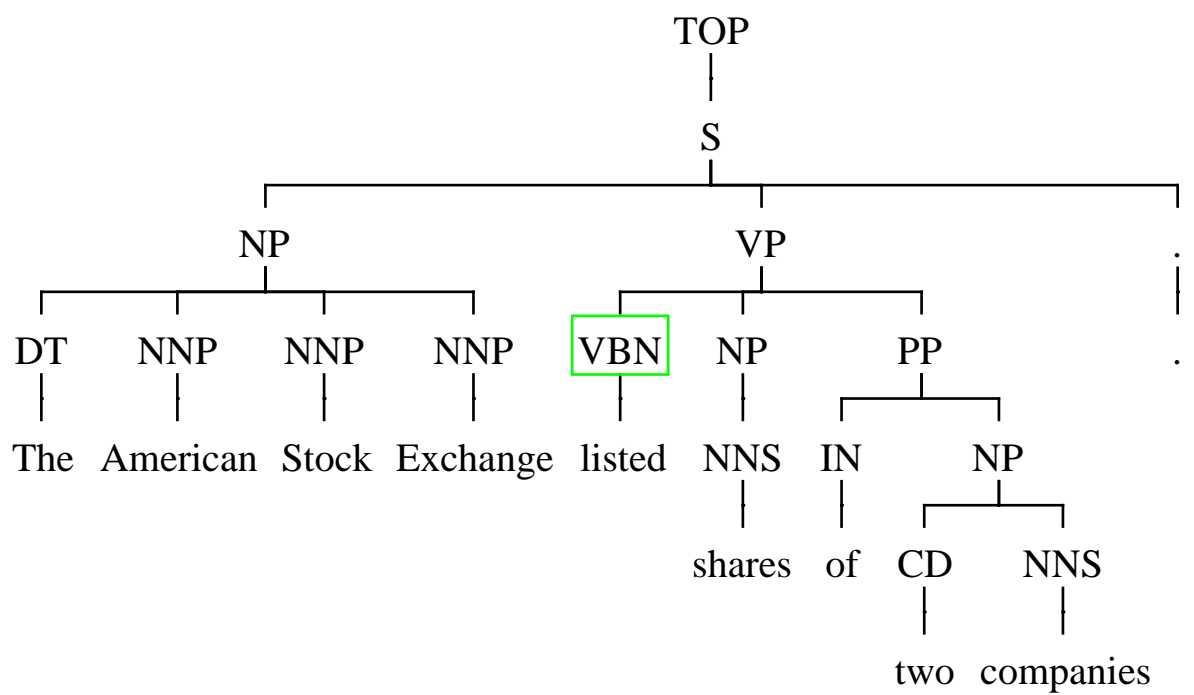 TOP
S
NP VP .
DT NNP NNP NNP VBN NP PP .
The American Stock Exchange listed NNS IN NP
shares of CD NNS
two companies